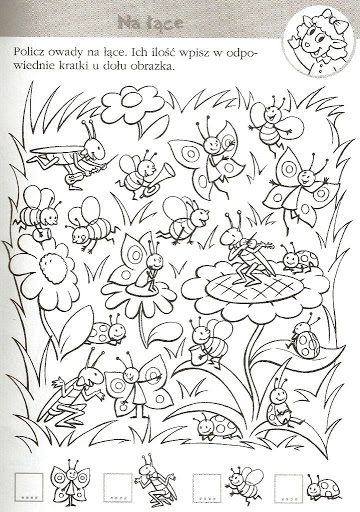 Na łące
Policz owady na łące. Ich ilość wpisz w odpo-
wiednie kratki u dołu obrazka.